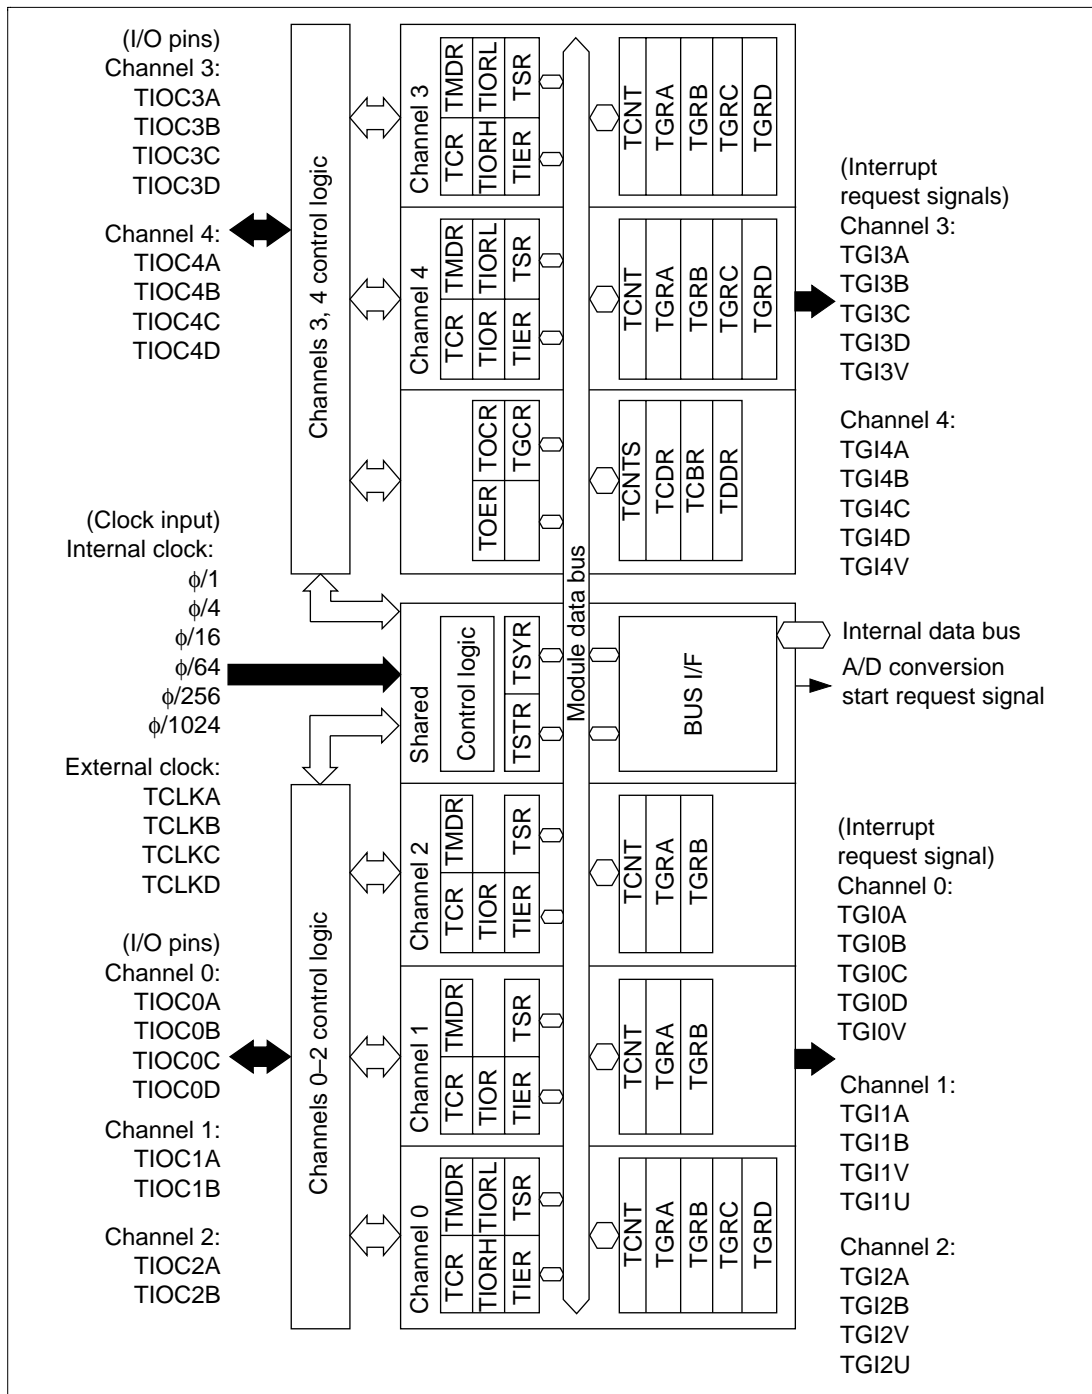 (I/O pins)
Channel 3:
TIOC3A
TIOC3B
TIOC3C
TIOC3D
Channel 4:
TIOC4A
TIOC4B
TIOC4C
TIOC4D
(Clock input)
Internal clock:
ϕ/1
ϕ/4
ϕ/16
ϕ/64
ϕ/256
ϕ/1024
External clock:
TCLKA
TCLKB
TCLKC
TCLKD
(I/O pins)
Channel 0:
TIOC0A
TIOC0B
TIOC0C
TIOC0D
Channel 1:
TIOC1A
TIOC1B
Channel 2:
TIOC2A
TIOC2B
Channels 3, 4 control logic
Channels 0–2 control logic
Channel 3
TCR TMDR
TIORH TIORL
TIER TSR
TCNT
TGRA
TGRB
TGRC
TGRD
Channel 4
TCR TMDR
TIOR TIORL
TIER TSR
TCNT
TGRA
TGRB
TGRC
TGRD
TOER TOCR
TGCR
TCNTS
TCDR
TCBR
TDDR
Module data bus
Shared
Control logic
TSTR TSYR
BUS I/F
Channel 2
TCR TMDR
TIOR
TIER TSR
TCNT
TGRA
TGRB
Channel 1
TCR TMDR
TIOR
TIER TSR
TCNT
TGRA
TGRB
Channel 0
TCR TMDR
TIORH TIORL
TIER TSR
TCNT
TGRA
TGRB
TGRC
TGRD
(Interrupt
request signals)
Channel 3:
TGI3A
TGI3B
TGI3C
TGI3D
TGI3V
Channel 4:
TGI4A
TGI4B
TGI4C
TGI4D
TGI4V
Internal data bus
A/D conversion
start request signal
(Interrupt
request signal)
Channel 0:
TGI0A
TGI0B
TGI0C
TGI0D
TGI0V
Channel 1:
TGI1A
TGI1B
TGI1V
TGI1U
Channel 2:
TGI2A
TGI2B
TGI2V
TGI2U